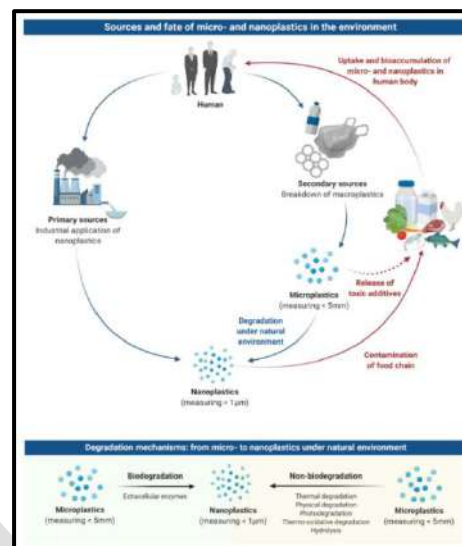 Sources and fate of micro- and nanoplastics in the environment
Uptake and bioaccumulation of
micro- and nanoplastics in
human body
Human
Secondary sources
Breakdown of macroplastics
Primary sources
Industrial application of
nanoplastics
Microplastics
(measuring < 5mm)
Release of
toxic additives
Degradation
under natural
environment
Contamination
of food chain
Nanoplastics
(measuring < 1μm)
Degradation mechanisms: from micro- to nanoplastics under natural environment
Biodegradation
Extracellular enzymes
Non-biodegradation
Thermal degradation
Physical degradation
Photodegradation
Thermo-oxidative degradation
Hydrolysis
Microplastics
(measuring < 5mm)
Nanoplastics
(measuring < 1μm)
Microplastics
(measuring < 5mm)